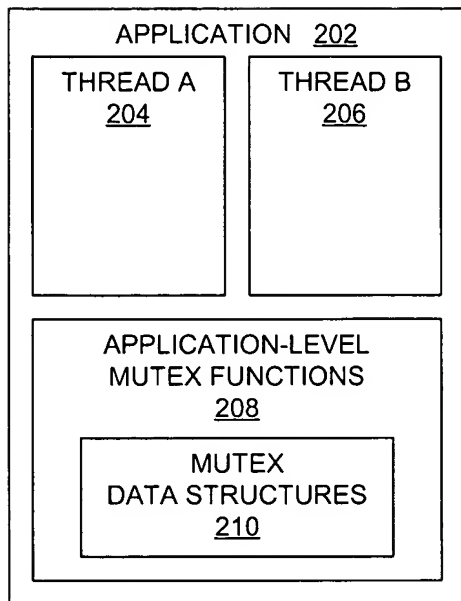 APPLICATION 202
THREAD A
204
THREAD B
206
APPLICATION-LEVEL
MUTEX FUNCTIONS
208
MUTEX
DATA STRUCTURES
210